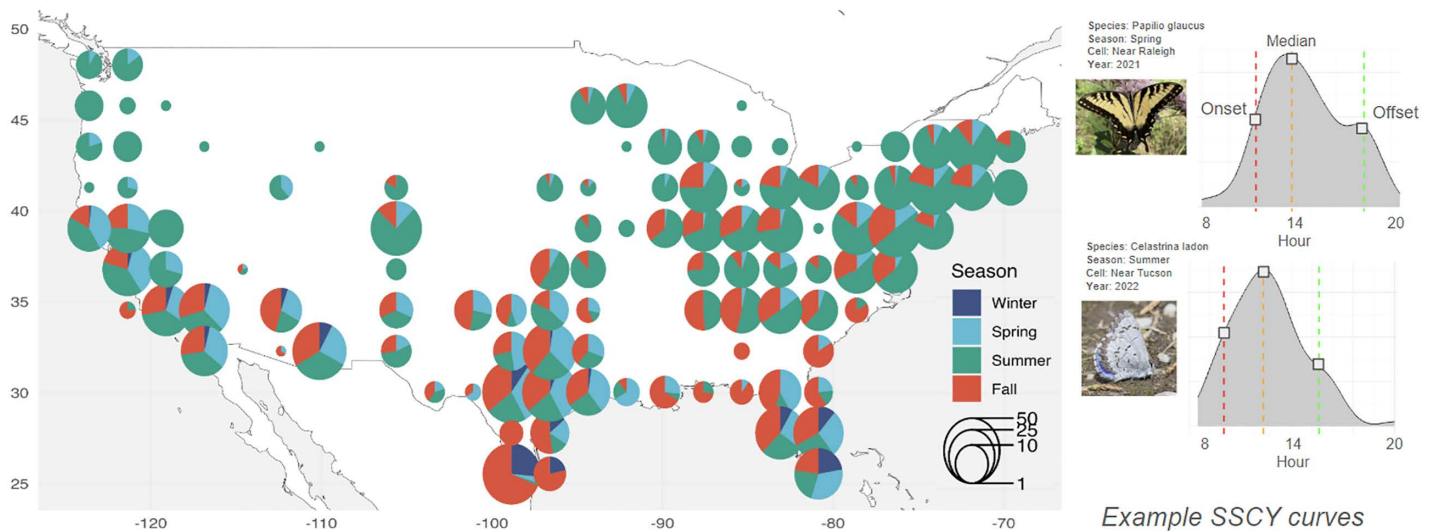 50
45
40
35
30
25
-120
-110
-100
-90
-80
-70
Season
Winter
Spring
Summer
Fall
50
25
10
1
Species: Papilio glaucus
Season: Spring
Cell: Near Raleigh
Year: 2021
Median
Onset
Offset
8
14
20
Hour
Species: Celastrina ladon
Season: Summer
Cell: Near Tucson
Year: 2022
8
14
20
Hour
Example SSCY curves